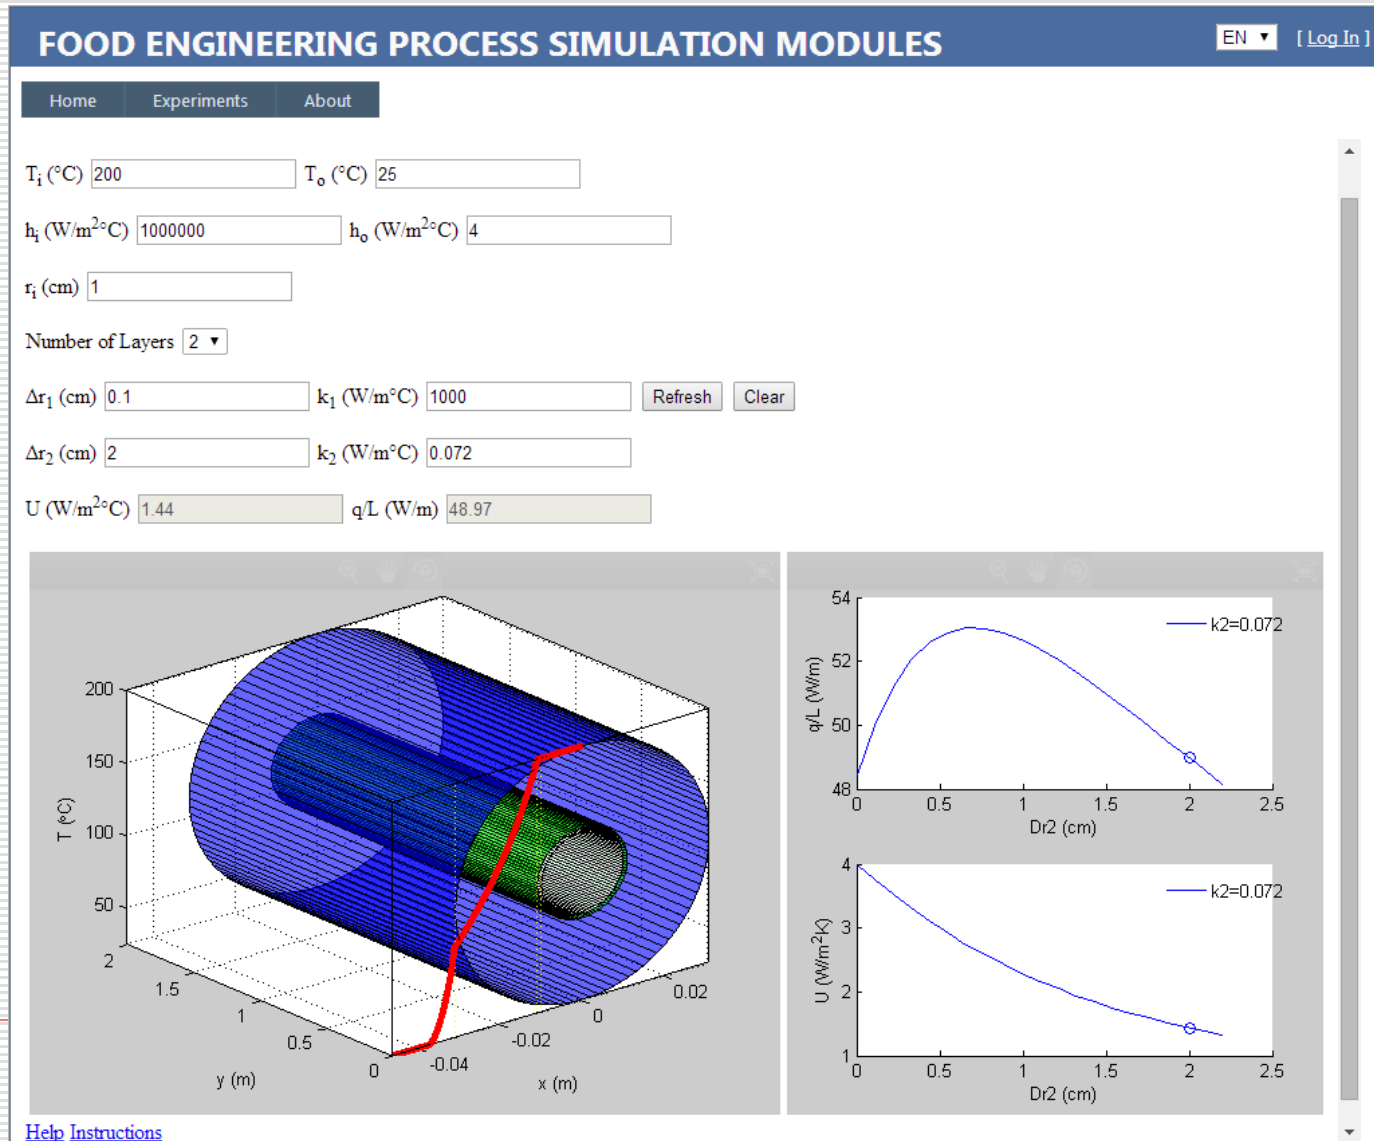 FOOD ENGINEERING PROCESS SIMULATION MODULES
EN ▼ [ Log In ]
Home Experiments About
Ti (°C) 200 To (°C) 25
hi (W/m2°C) 1000000 ho (W/m2°C) 4
ri (cm) 1
Number of Layers 2 ▼
Δr1 (cm) 0.1 k1 (W/m°C) 1000 Refresh Clear
Δr2 (cm) 2 k2 (W/m°C) 0.072
U (W/m2°C) 1.44 q/L (W/m) 48.97
200
150
100
50
T (°C)
2
1.5
1
0.5
0
y (m)
0
-0.04
-0.02
0
0.02
x (m)
54
52
50
48
q/L (W/m)
k2=0.072
0 0.5 1 1.5 2 2.5
Dr2 (cm)
4
3
2
1
U (W/m2K)
k2=0.072
0 0.5 1 1.5 2 2.5
Dr2 (cm)
Help Instructions